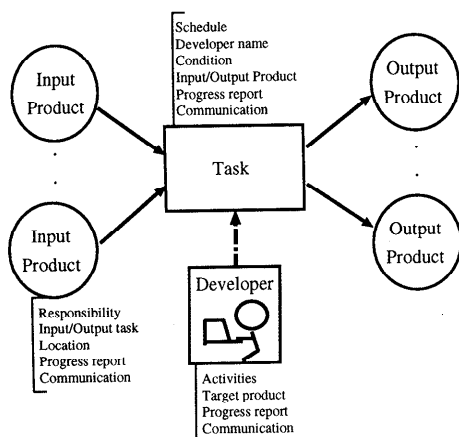 Schedule
Developer name
Condition
Input/Output Product
Progress report
Communication
Input
Product
Output
Product
Task
Input
Product
Output
Product
Developer
Responsibility
Input/Output task
Location
Progress report
Communication
Activities
Target product
Progress report
Communication